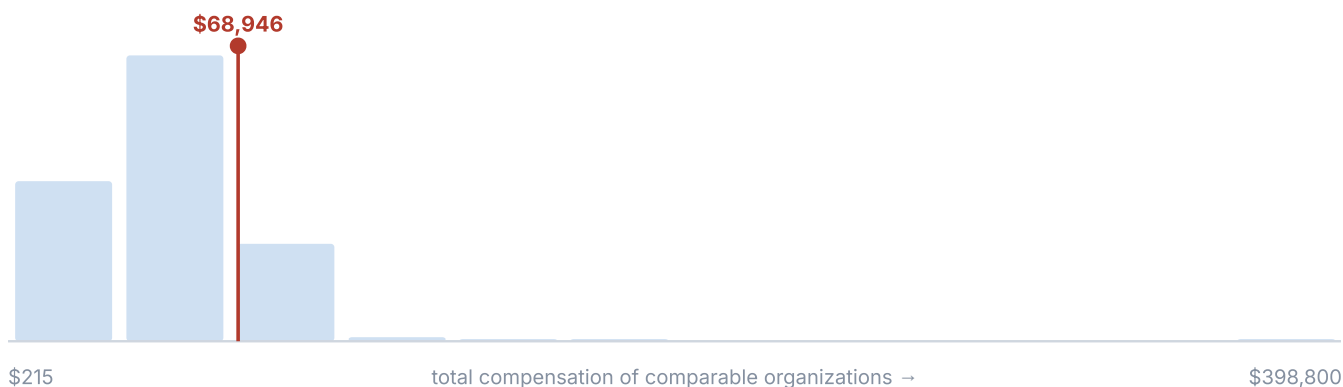 $68,946
$215 total compensation of comparable organizations → $398,800